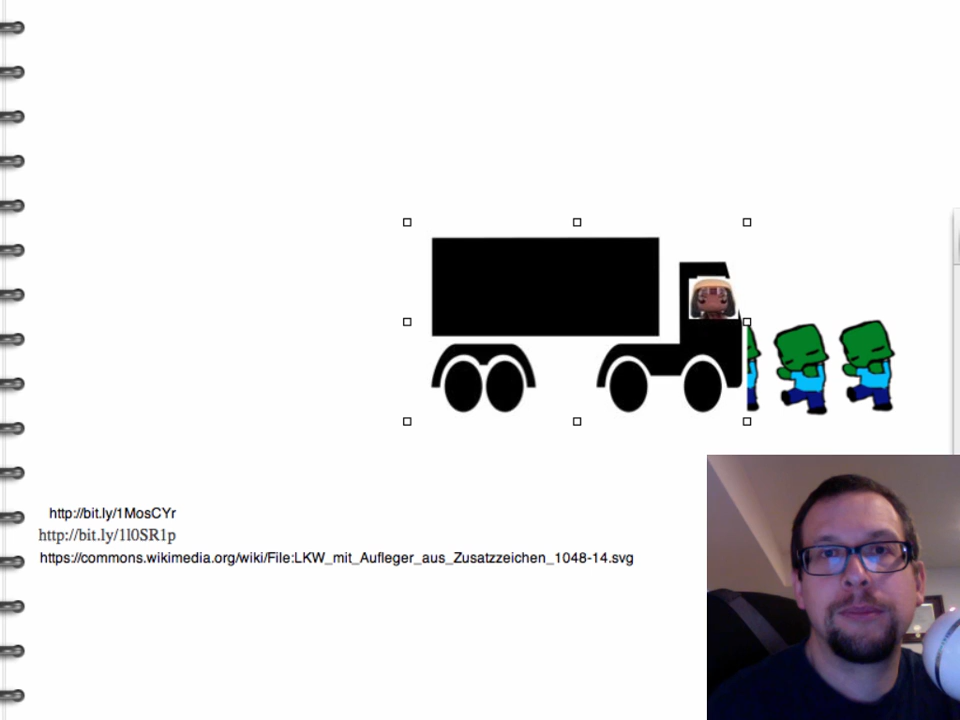 http://bit.ly/1MosCYr
http://bit.ly/1l0SR1p
https://commons.wikimedia.org/wiki/File:LKW_mit_Aufleger_aus_Zusatzzeichen_1048-14.svg